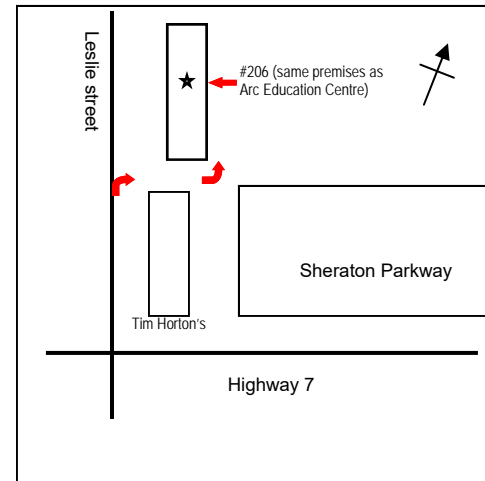 Leslie street
#206 (same premises as
Arc Education Centre)
Sheraton Parkway
Tim Horton's
Highway 7